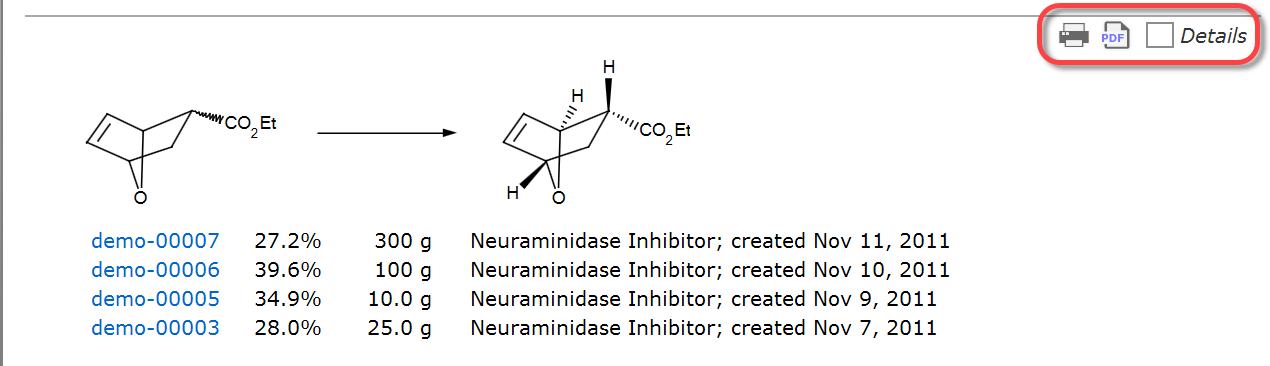 PDF Details
H
H
CO2Et
CO2Et
H
O
O
demo-00007 27.2% 300 g Neuraminidase Inhibitor; created Nov 11, 2011
demo-00006 39.6% 100 g Neuraminidase Inhibitor; created Nov 10, 2011
demo-00005 34.9% 10.0 g Neuraminidase Inhibitor; created Nov 9, 2011
demo-00003 28.0% 25.0 g Neuraminidase Inhibitor; created Nov 7, 2011